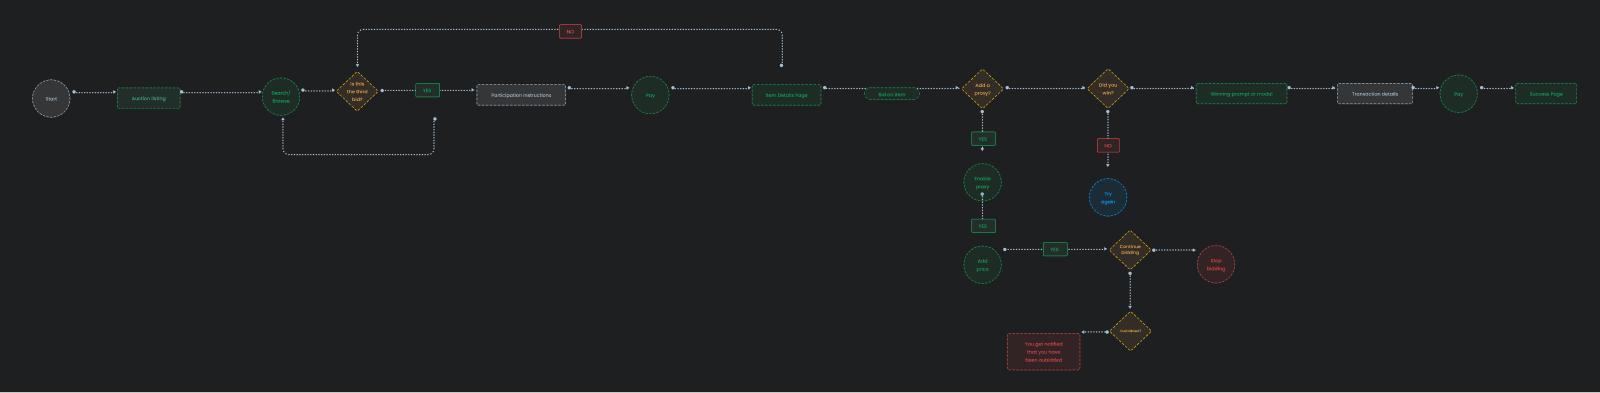 NO
Start
Auction listing
Search/
Browse
Is this
the third
bid?
YES
Participation instructions
Pay
Item Details Page
Bid on item
Add a
proxy?
Did you
win?
Winning prompt or modal
Transaction details
Pay
Success Page
YES
NO
Enable
proxy
Try
again
YES
Add
price
YES
Continue
bidding
Stop
bidding
Outbidded?
You get notified
that you have
been outbidded